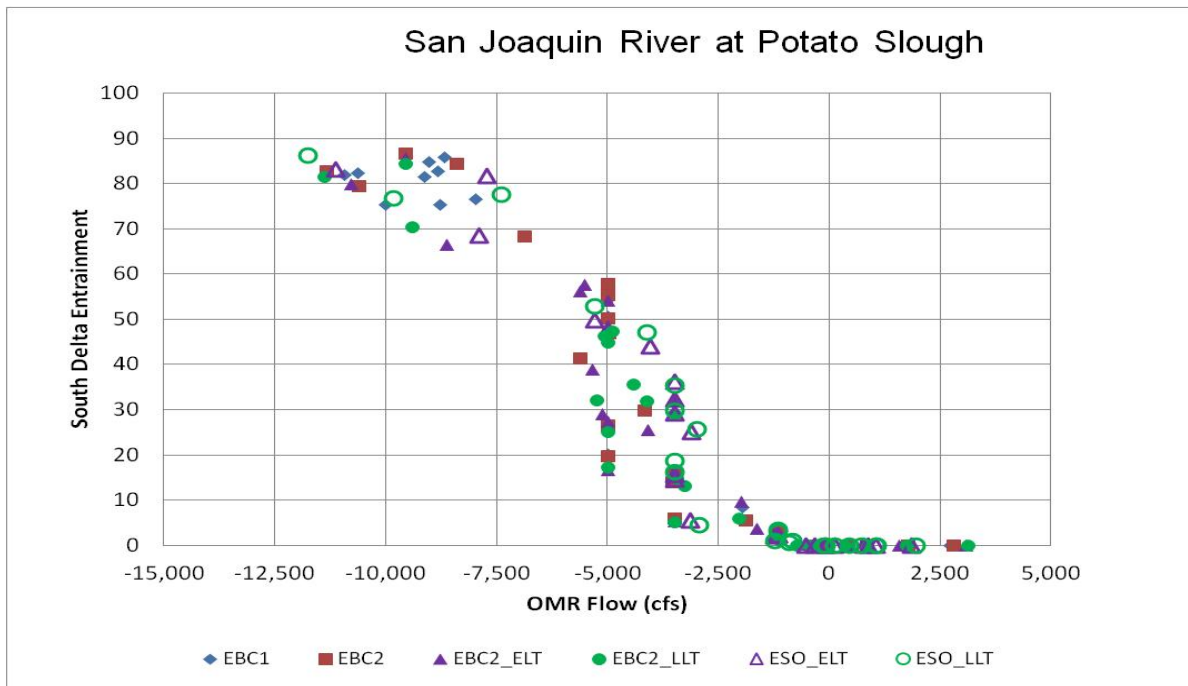 San Joaquin River at Potato Slough
100
90
80
70
60
50
40
30
20
10
0
South Delta Entrainment
-15,000 -12,500 -10,000 -7,500 -5,000 -2,500 0 2,500 5,000
OMR Flow (cfs)
EBC1 EBC2 EBC2_ELT EBC2_LLT ESO_ELT ESO_LLT